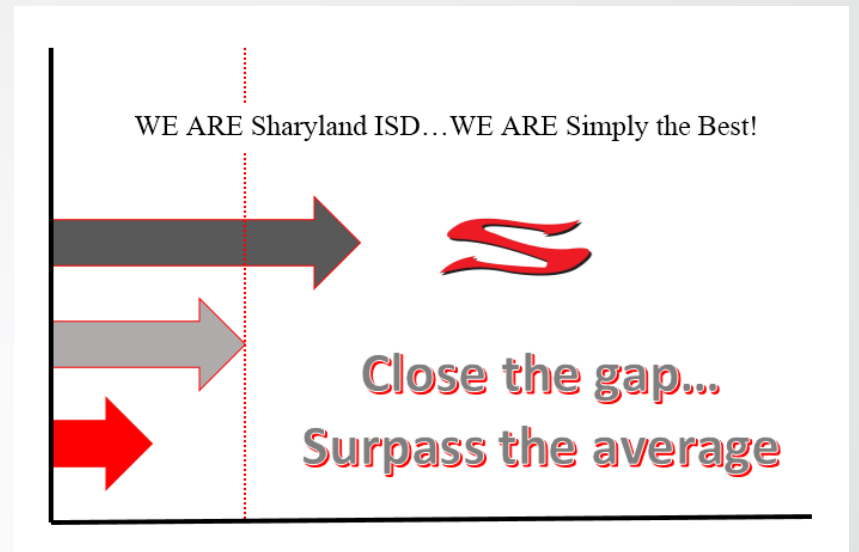 WE ARE Sharyland ISD…WE ARE Simply the Best!
Close the gap…
Surpass the average